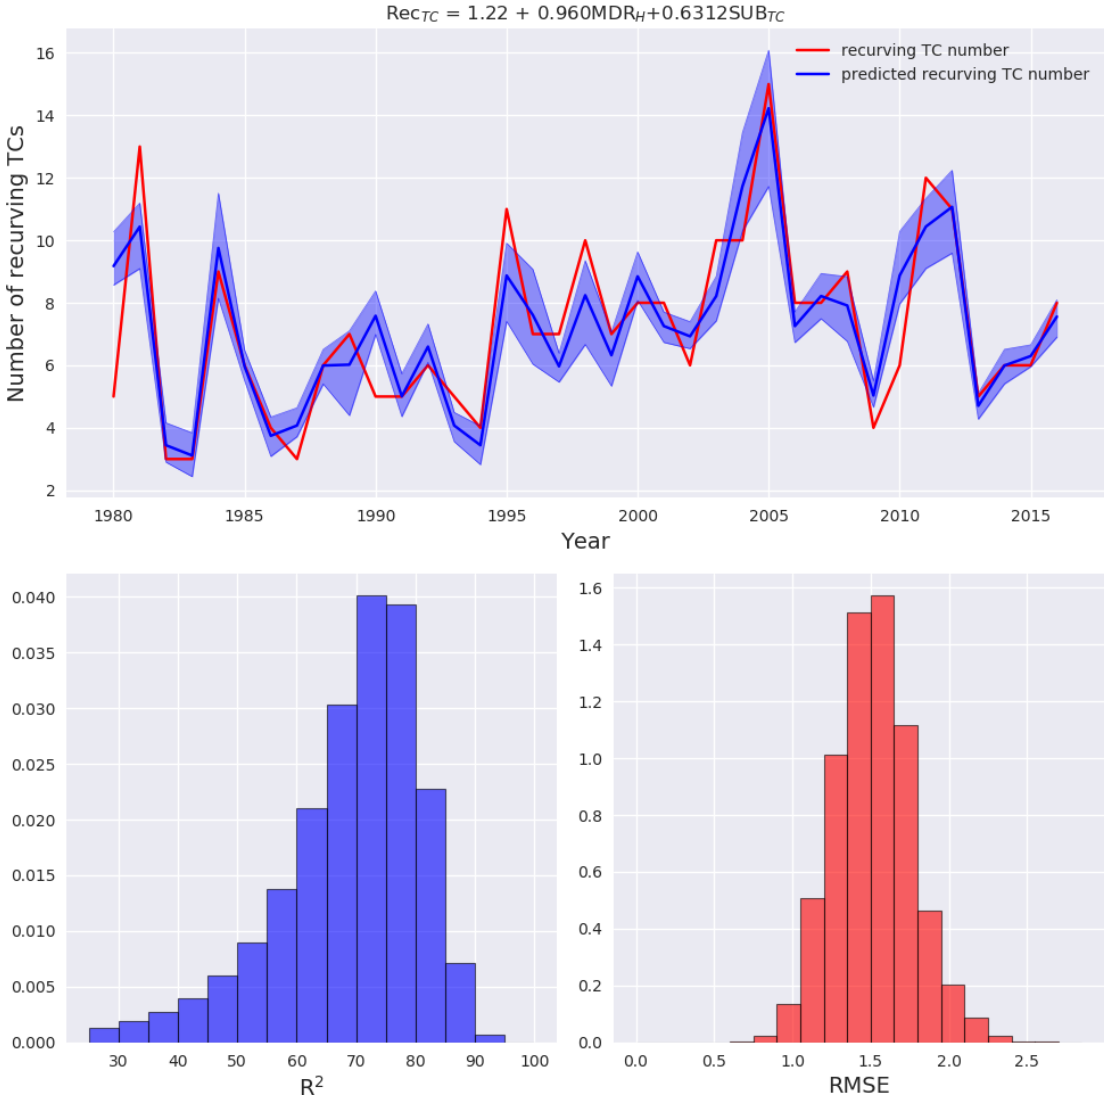 Rec_TC = 1.22 + 0.960MDR_H+0.6312SUB_TC
recurving TC number
predicted recurving TC number
Number of recurving TCs
16
14
12
10
8
6
4
2
1980 1985 1990 1995 2000 2005 2010 2015
Year
0.040
0.035
0.030
0.025
0.020
0.015
0.010
0.005
0.000
30 40 50 60 70 80 90 100
R²
1.6
1.4
1.2
1.0
0.8
0.6
0.4
0.2
0.0
0.0 0.5 1.0 1.5 2.0 2.5
RMSE